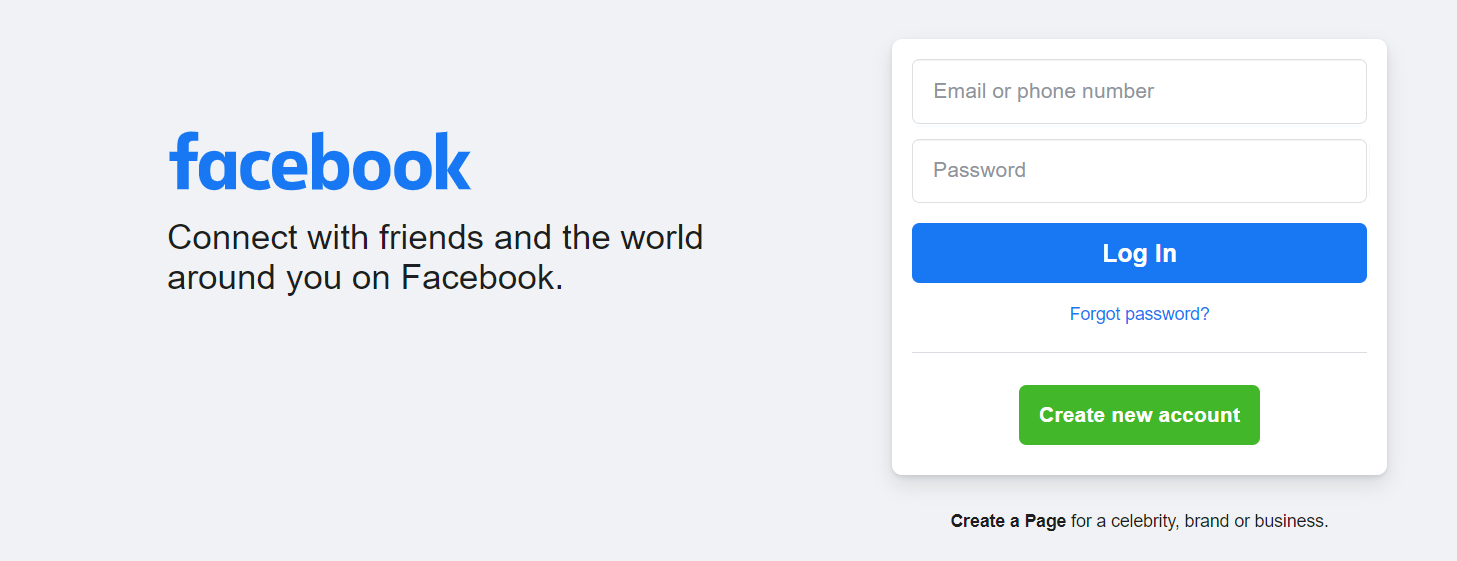 facebook
Connect with friends and the world
around you on Facebook.
Email or phone number
Password
Log In
Forgot password?
Create new account
Create a Page for a celebrity, brand or business.